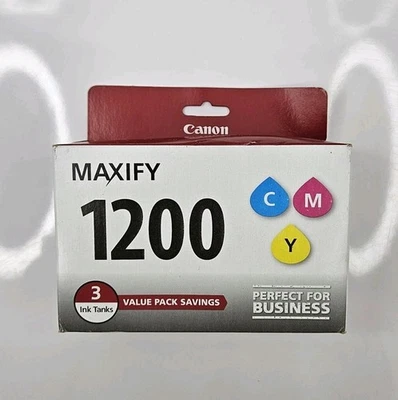 Canon
MAXIFY
1200
C M
Y
3
Ink Tanks
VALUE PACK SAVINGS
PERFECT FOR
BUSINESS